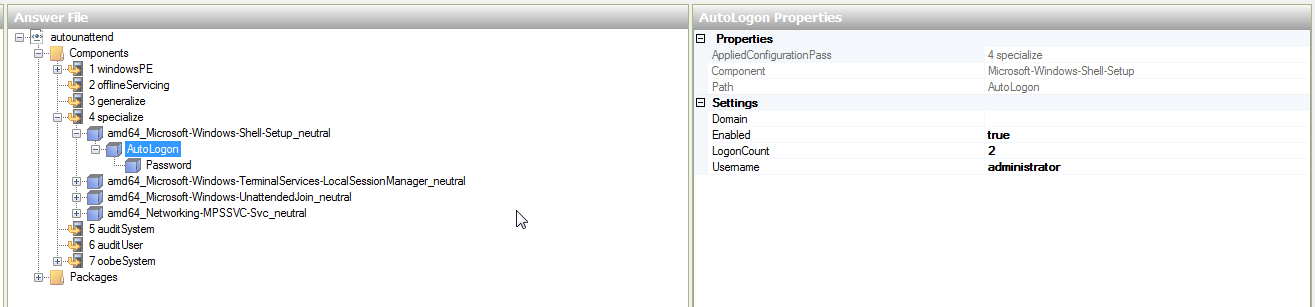 Answer File
autounattend
Components
1 windowsPE
2 offlineServicing
3 generalize
4 specialize
amd64_Microsoft-Windows-Shell-Setup_neutral
AutoLogon
Password
amd64_Microsoft-Windows-TerminalServices-LocalSessionManager_neutral
amd64_Microsoft-Windows-UnattendedJoin_neutral
amd64_Networking-MPSSVC-Svc_neutral
5 auditSystem
6 auditUser
7 oobeSystem
Packages
AutoLogon Properties
Properties
AppliedConfigurationPass 4 specialize
Component Microsoft-Windows-Shell-Setup
Path AutoLogon
Settings
Domain
Enabled true
LogonCount 2
Username administrator